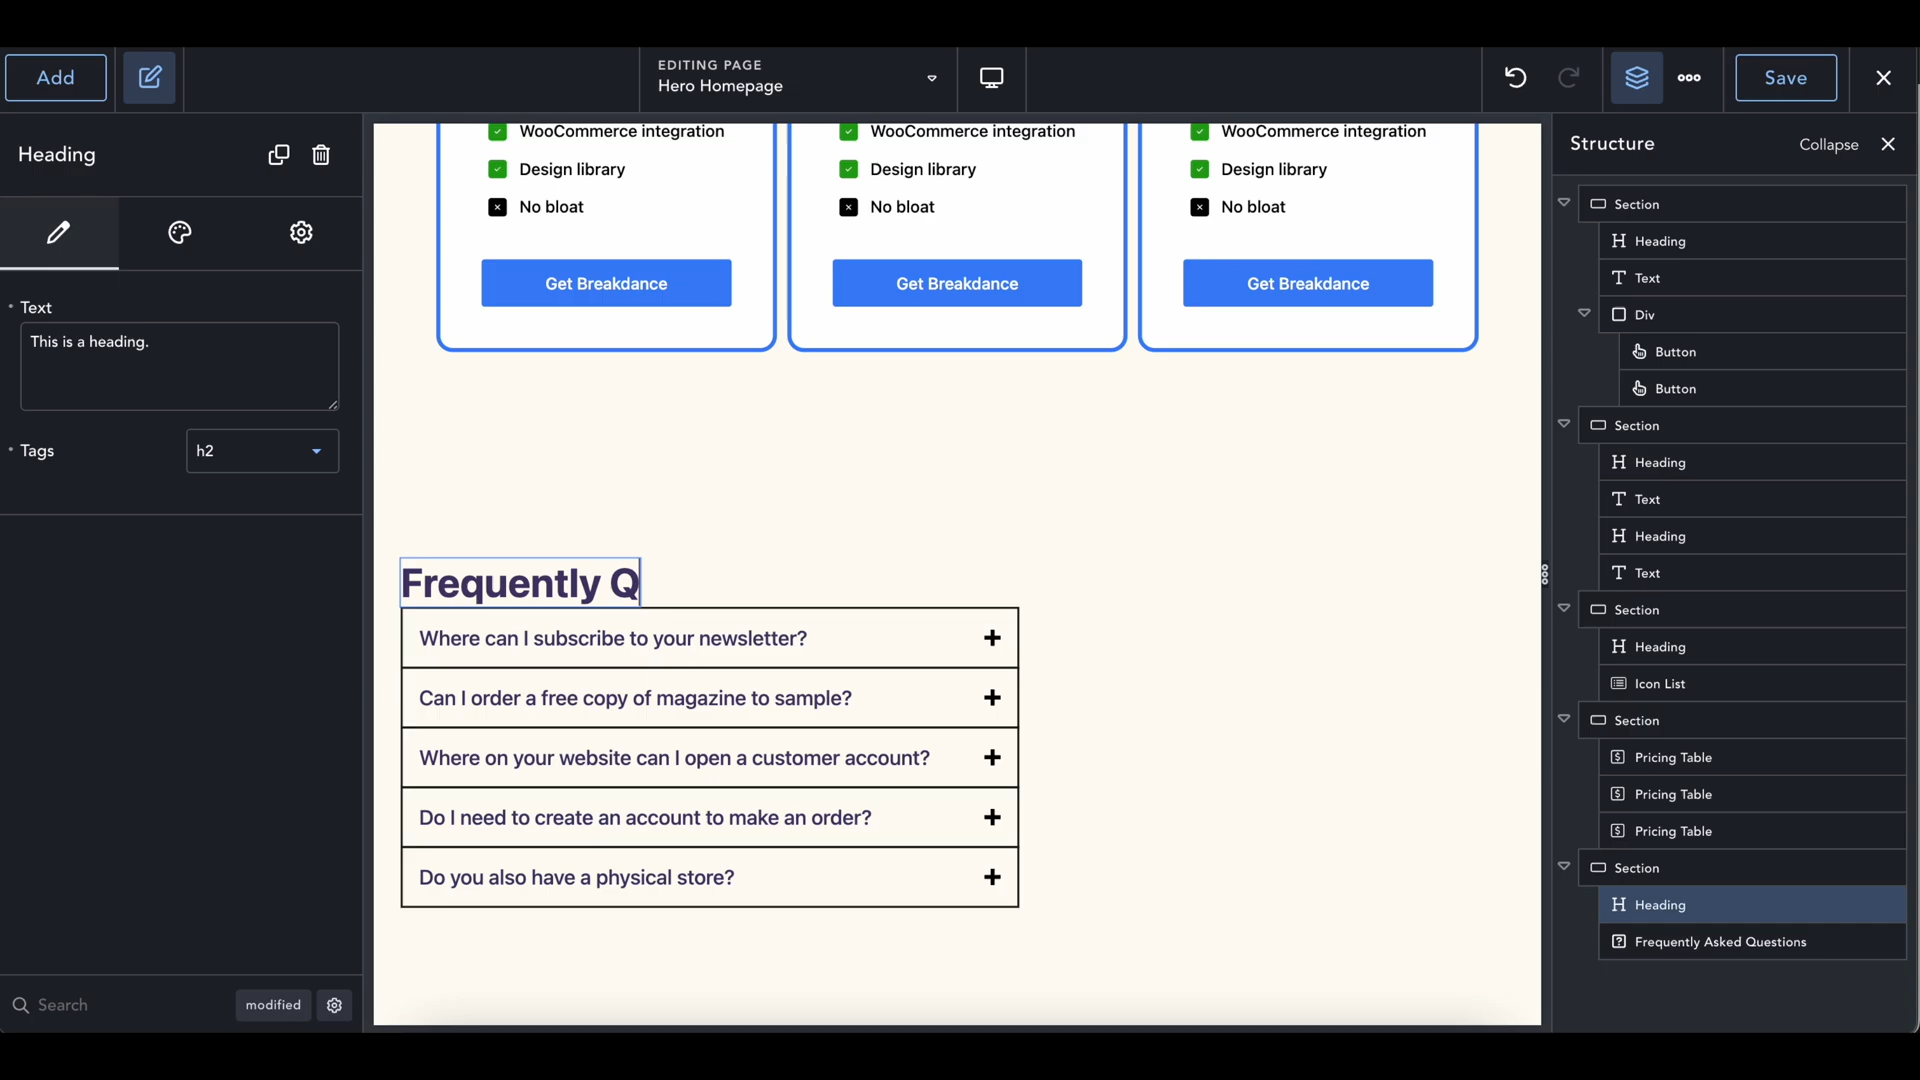 Add
EDITING PAGE
Hero Homepage
Save
Heading
Text
This is a heading.
Tags
h2
Search
modified
WooCommerce integration
Design library
No bloat
Get Breakdance
WooCommerce integration
Design library
No bloat
Get Breakdance
WooCommerce integration
Design library
No bloat
Get Breakdance
Frequently Q
Where can I subscribe to your newsletter?
Can I order a free copy of magazine to sample?
Where on your website can I open a customer account?
Do I need to create an account to make an order?
Do you also have a physical store?
Structure
Collapse
Section
Heading
Text
Div
Button
Button
Section
Heading
Text
Heading
Text
Section
Heading
Icon List
Section
Pricing Table
Pricing Table
Pricing Table
Section
Heading
Frequently Asked Questions